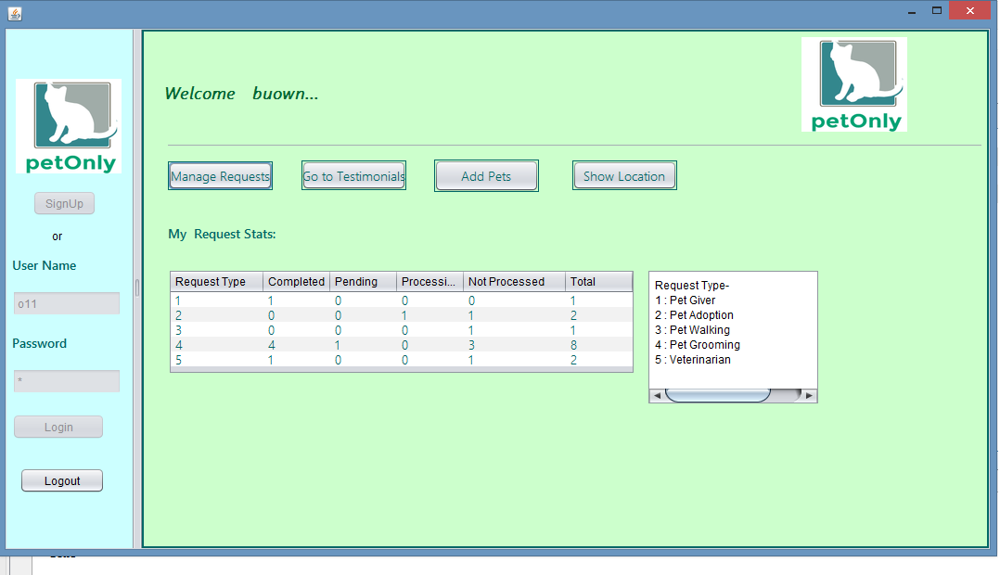 petOnly
SignUp
or
User Name
o11
Password
*
Login
Logout
Welcome buown...
petOnly
Manage Requests Go to Testimonials Add Pets Show Location
My Request Stats:
Request Type Completed Pending Processi... Not Processed Total
1 1 0 0 0 1
2 0 0 1 1 2
3 0 0 0 1 1
4 4 1 0 3 8
5 1 0 0 1 2
Request Type-
1 : Pet Giver
2 : Pet Adoption
3 : Pet Walking
4 : Pet Grooming
5 : Veterinarian